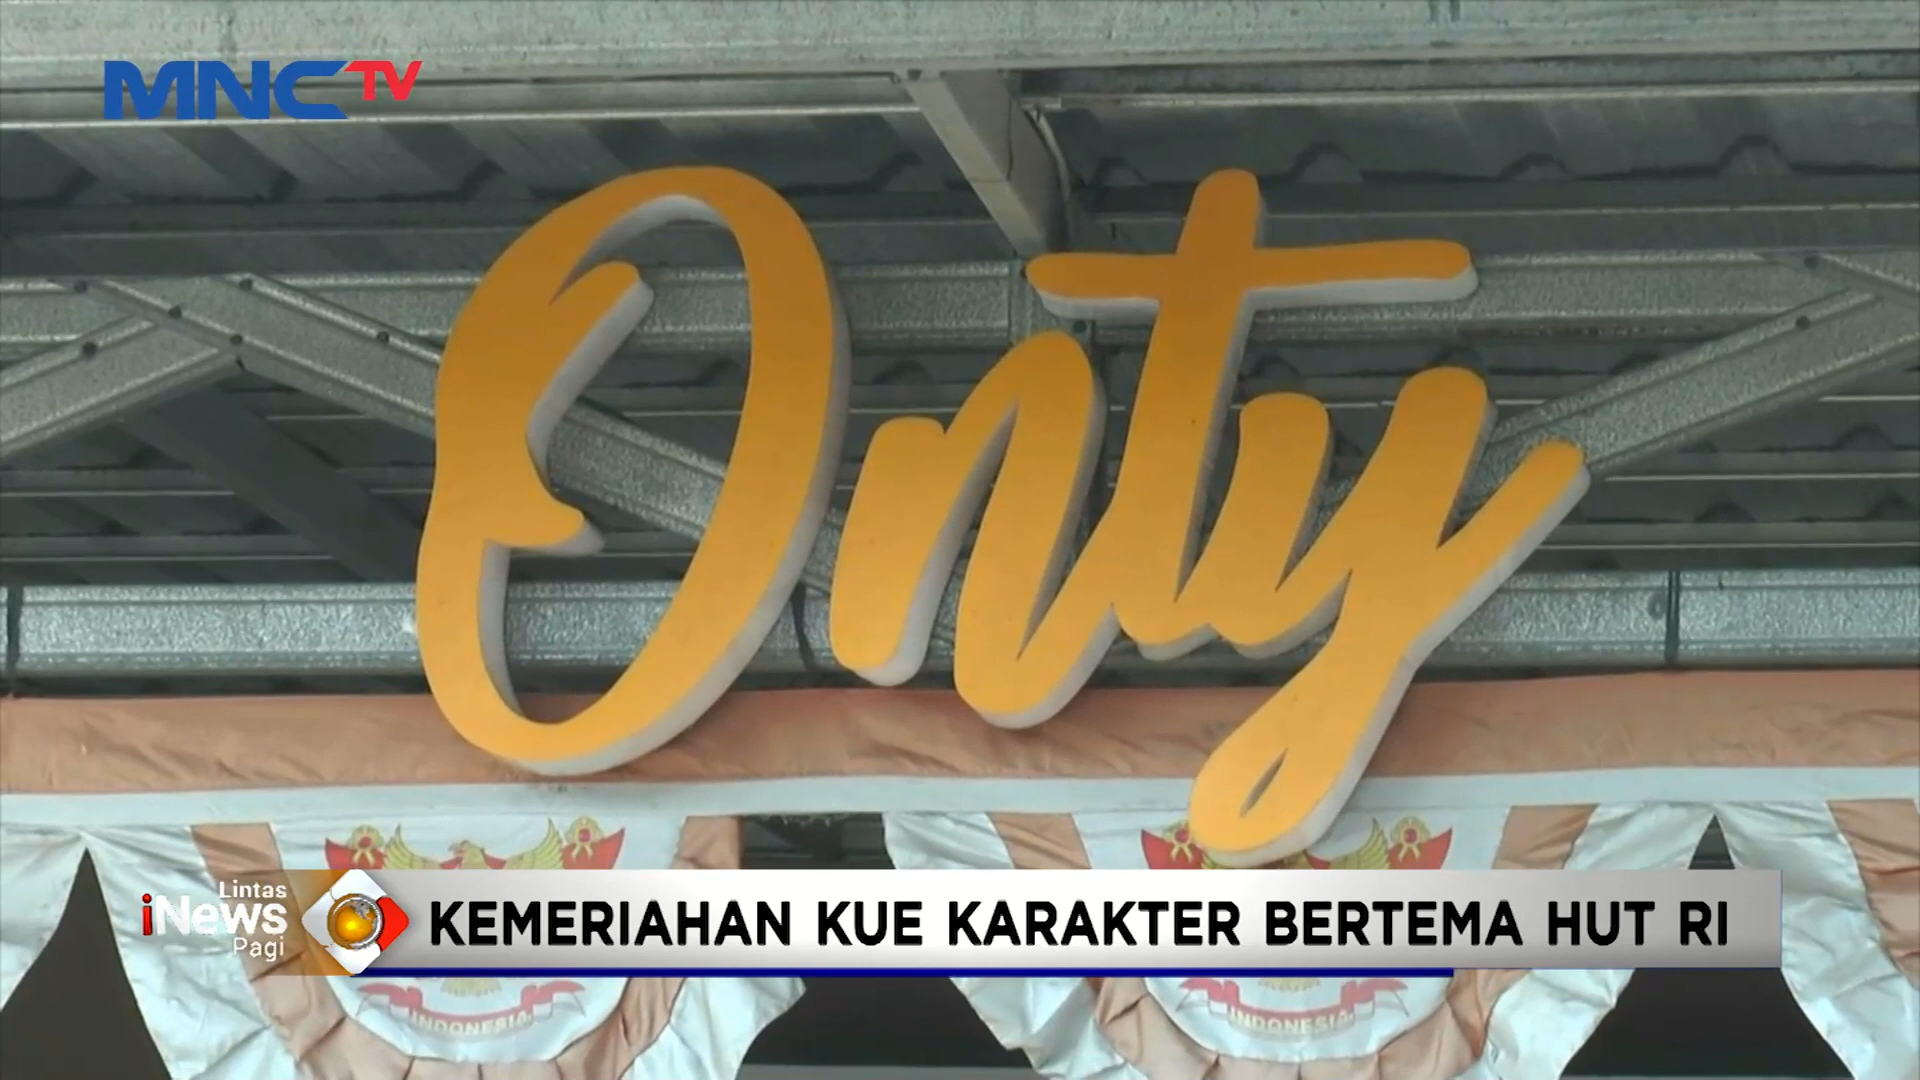 MNCTV
Onty
Lintas
iNews
Pagi
KEMERIAHAN KUE KARAKTER BERTEMA HUT RI
INDONESIA
INDONESIA